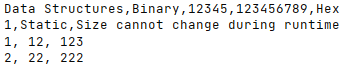 Data Structures,Binary,12345,123456789,Hex
1,Static,Size cannot change during runtime
1, 12, 123
2, 22, 222